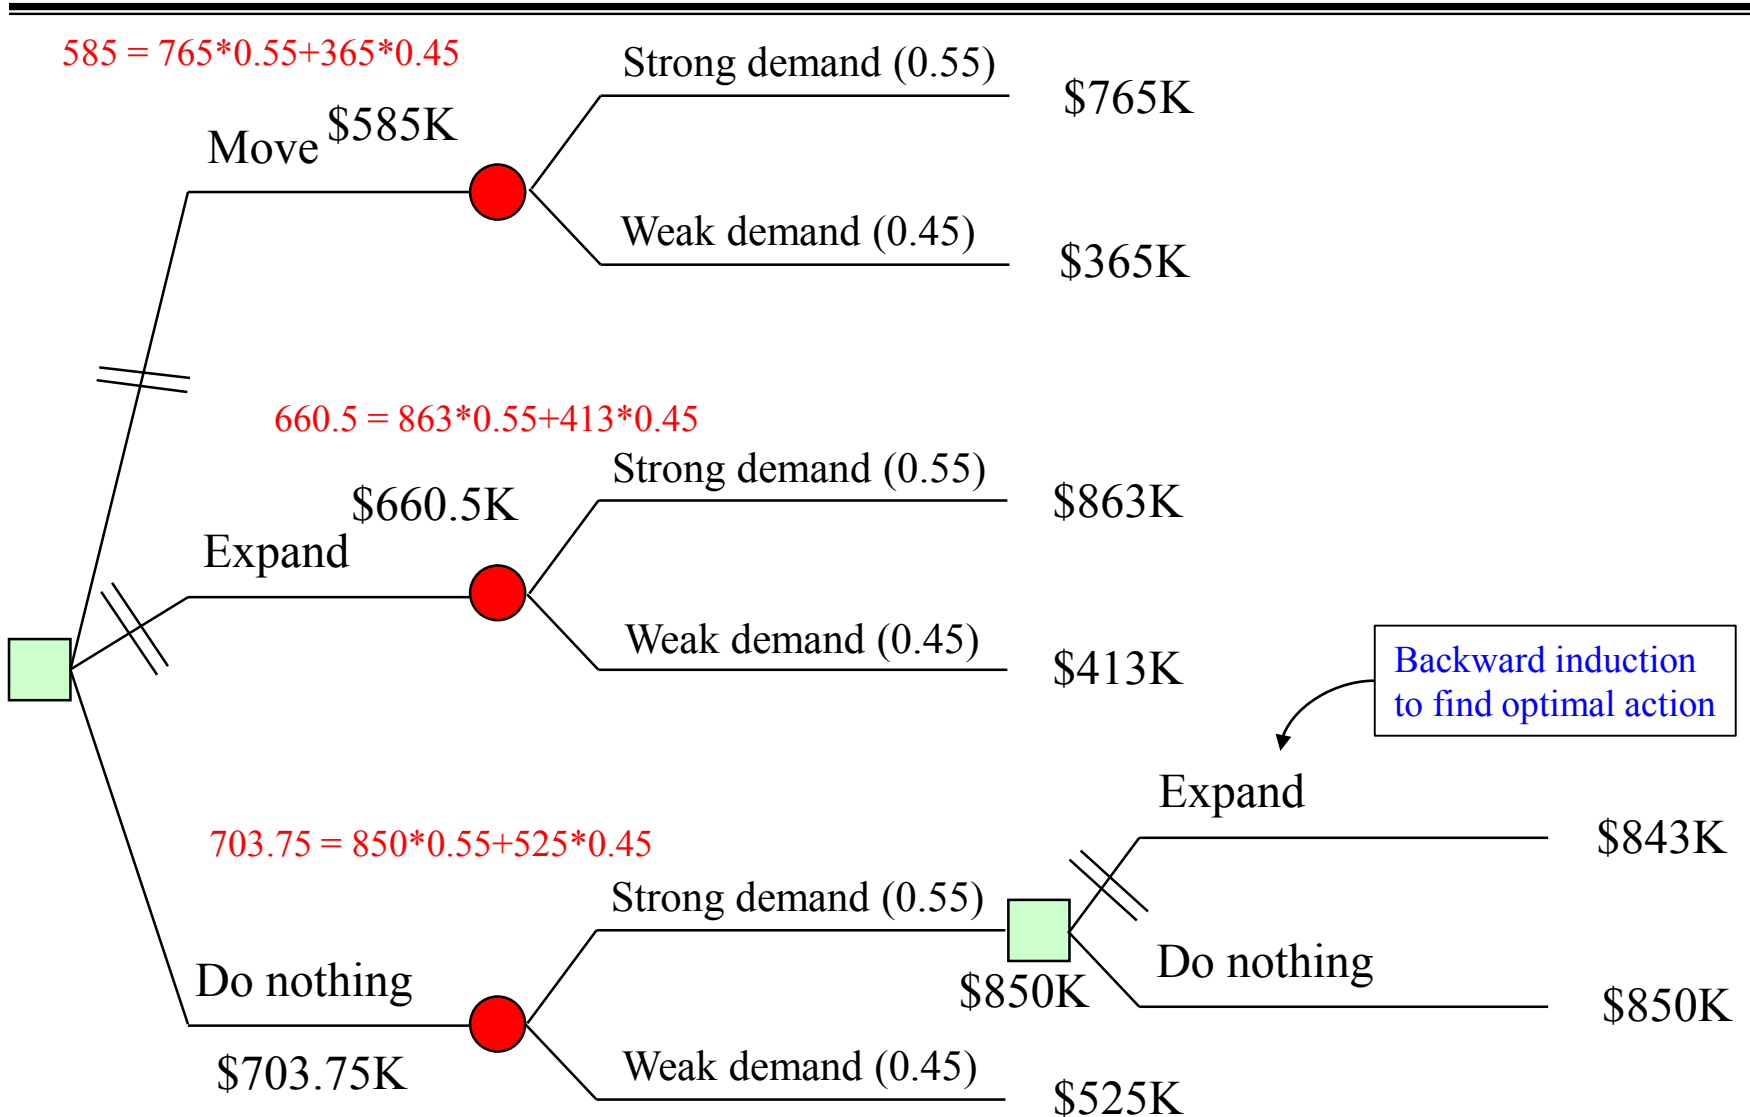 585 = 765*0.55+365*0.45
Strong demand (0.55)
$765K
Move
$585K
Weak demand (0.45)
$365K
660.5 = 863*0.55+413*0.45
Strong demand (0.55)
$863K
$660.5K
Expand
Weak demand (0.45)
$413K
Backward induction
to find optimal action
Expand
$843K
703.75 = 850*0.55+525*0.45
Strong demand (0.55)
Do nothing
$850K
$850K
Do nothing
$703.75K
Weak demand (0.45)
$525K